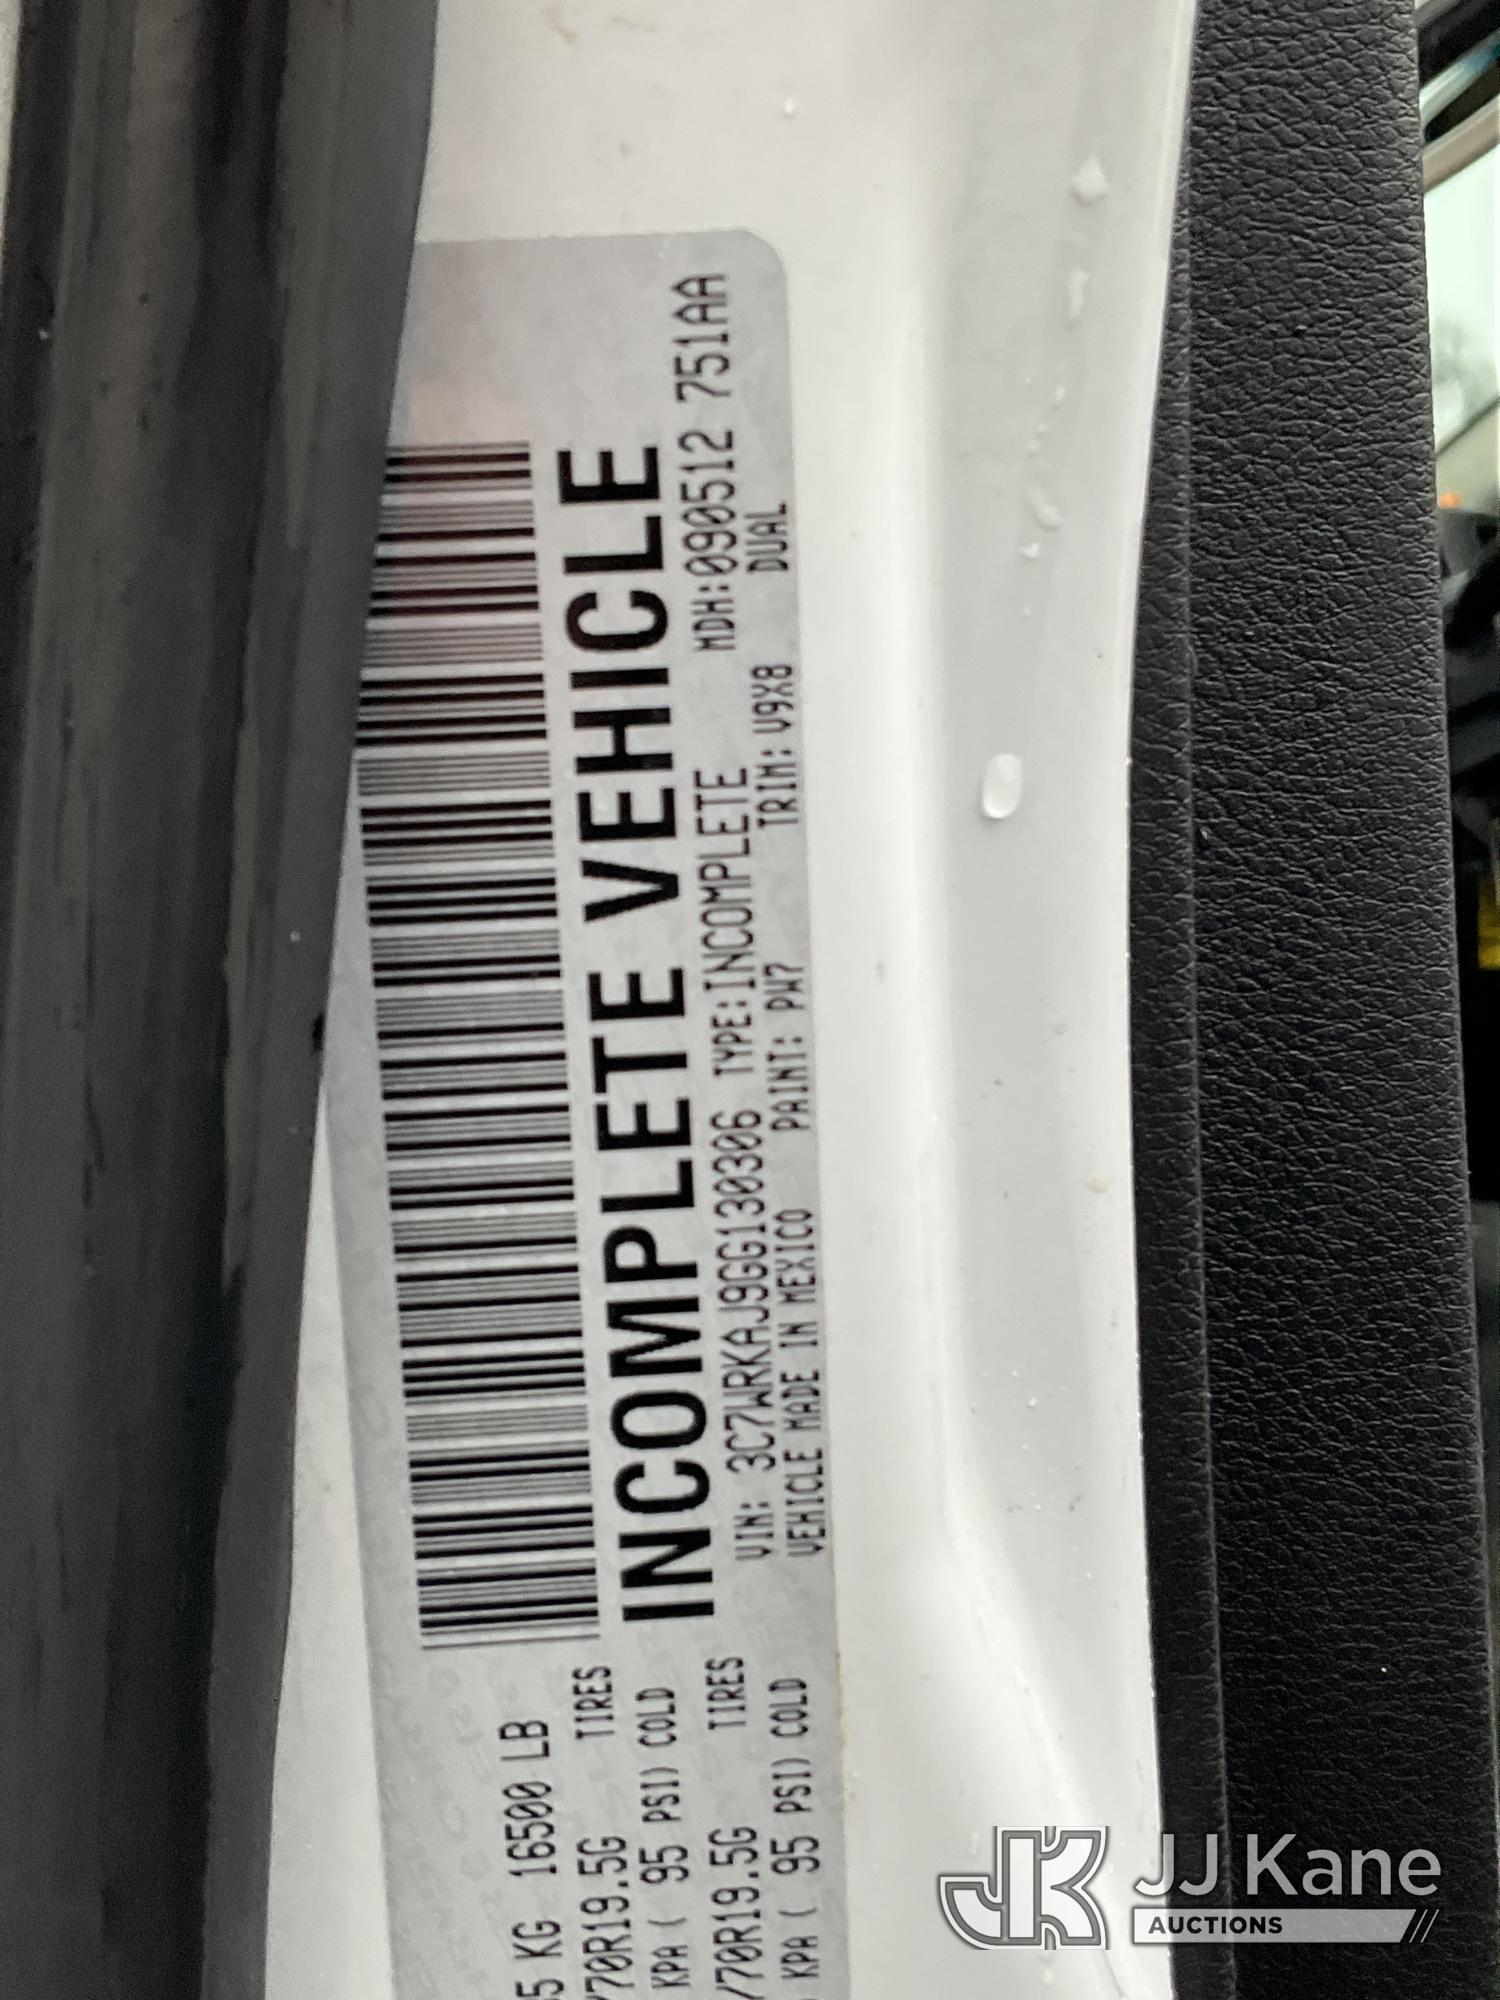 5 KG 16500 LB
70R19.5G TIRES
KPA ( 95 PSI) COLD
/70R19.5G TIRES
KPA ( 95 PSI) COLD
INCOMPLETE VEHICLE
MDH:090512 751AA
VIN: 3C7WRKAJ9GG130306 TYPE:INCOMPLETE DUAL
VEHICLE MADE IN MEXICO PAINT: PW7 TRIM: V9X8
JJ Kane
AUCTIONS